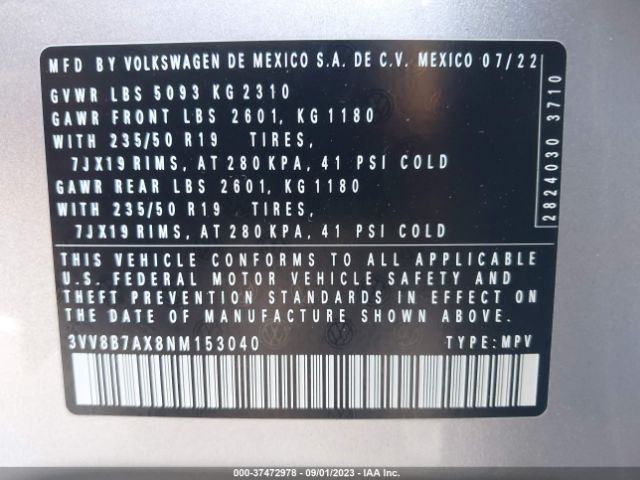 MFD BY VOLKSWAGEN DE MEXICO S.A. DE C.V. MEXICO 07/22
GVWR LBS 5093 KG 2310
GAWR FRONT LBS 2601, KG 1180
WITH 235/50 R19 TIRES,
7JX19 RIMS, AT 280 KPA, 41 PSI COLD
GAWR REAR LBS 2601, KG 1180
WITH 235/50 R19 TIRES,
7JX19 RIMS, AT 280 KPA, 41 PSI COLD
2824030 3710
THIS VEHICLE CONFORMS TO ALL APPLICABLE
U.S. FEDERAL MOTOR VEHICLE SAFETY AND
THEFT PREVENTION STANDARDS IN EFFECT ON
THE DATE OF MANUFACTURE SHOWN ABOVE.
3VV8B7AX8NM153040 TYPE: MPV
000-37472978 - 09/01/2023 - IAA Inc.